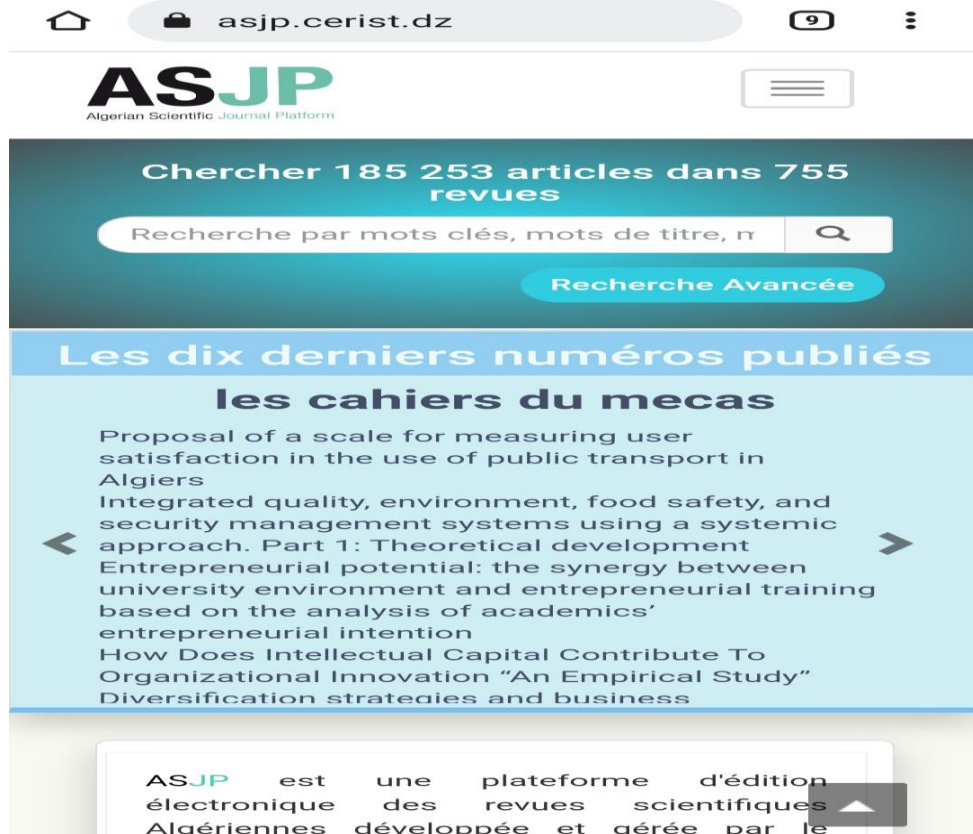 asjp.cerist.dz
9
ASJP
Algerian Scientific Journal Platform
Chercher 185 253 articles dans 755
revues
Recherche par mots clés, mots de titre, m
Recherche Avancée
Les dix derniers numéros publiés
les cahiers du mecas
Proposal of a scale for measuring user
satisfaction in the use of public transport in
Algiers
Integrated quality, environment, food safety, and
security management systems using a systemic
approach. Part 1: Theoretical development
Entrepreneurial potential: the synergy between
university environment and entrepreneurial training
based on the analysis of academics’
entrepreneurial intention
How Does Intellectual Capital Contribute To
Organizational Innovation “An Empirical Study”
Diversification strategies and business
ASJP est une plateforme d'édition
électronique des revues scientifiques
Algériennes développée et gérée par le